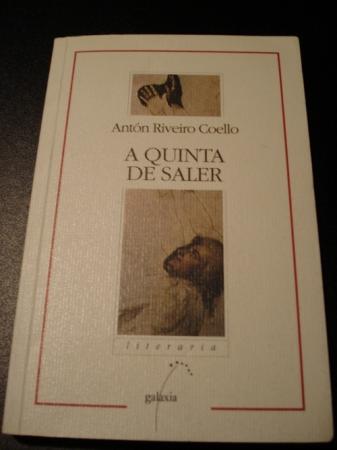 Antón Riveiro Coello
A QUINTA
DE SALER
literaria
galaxia